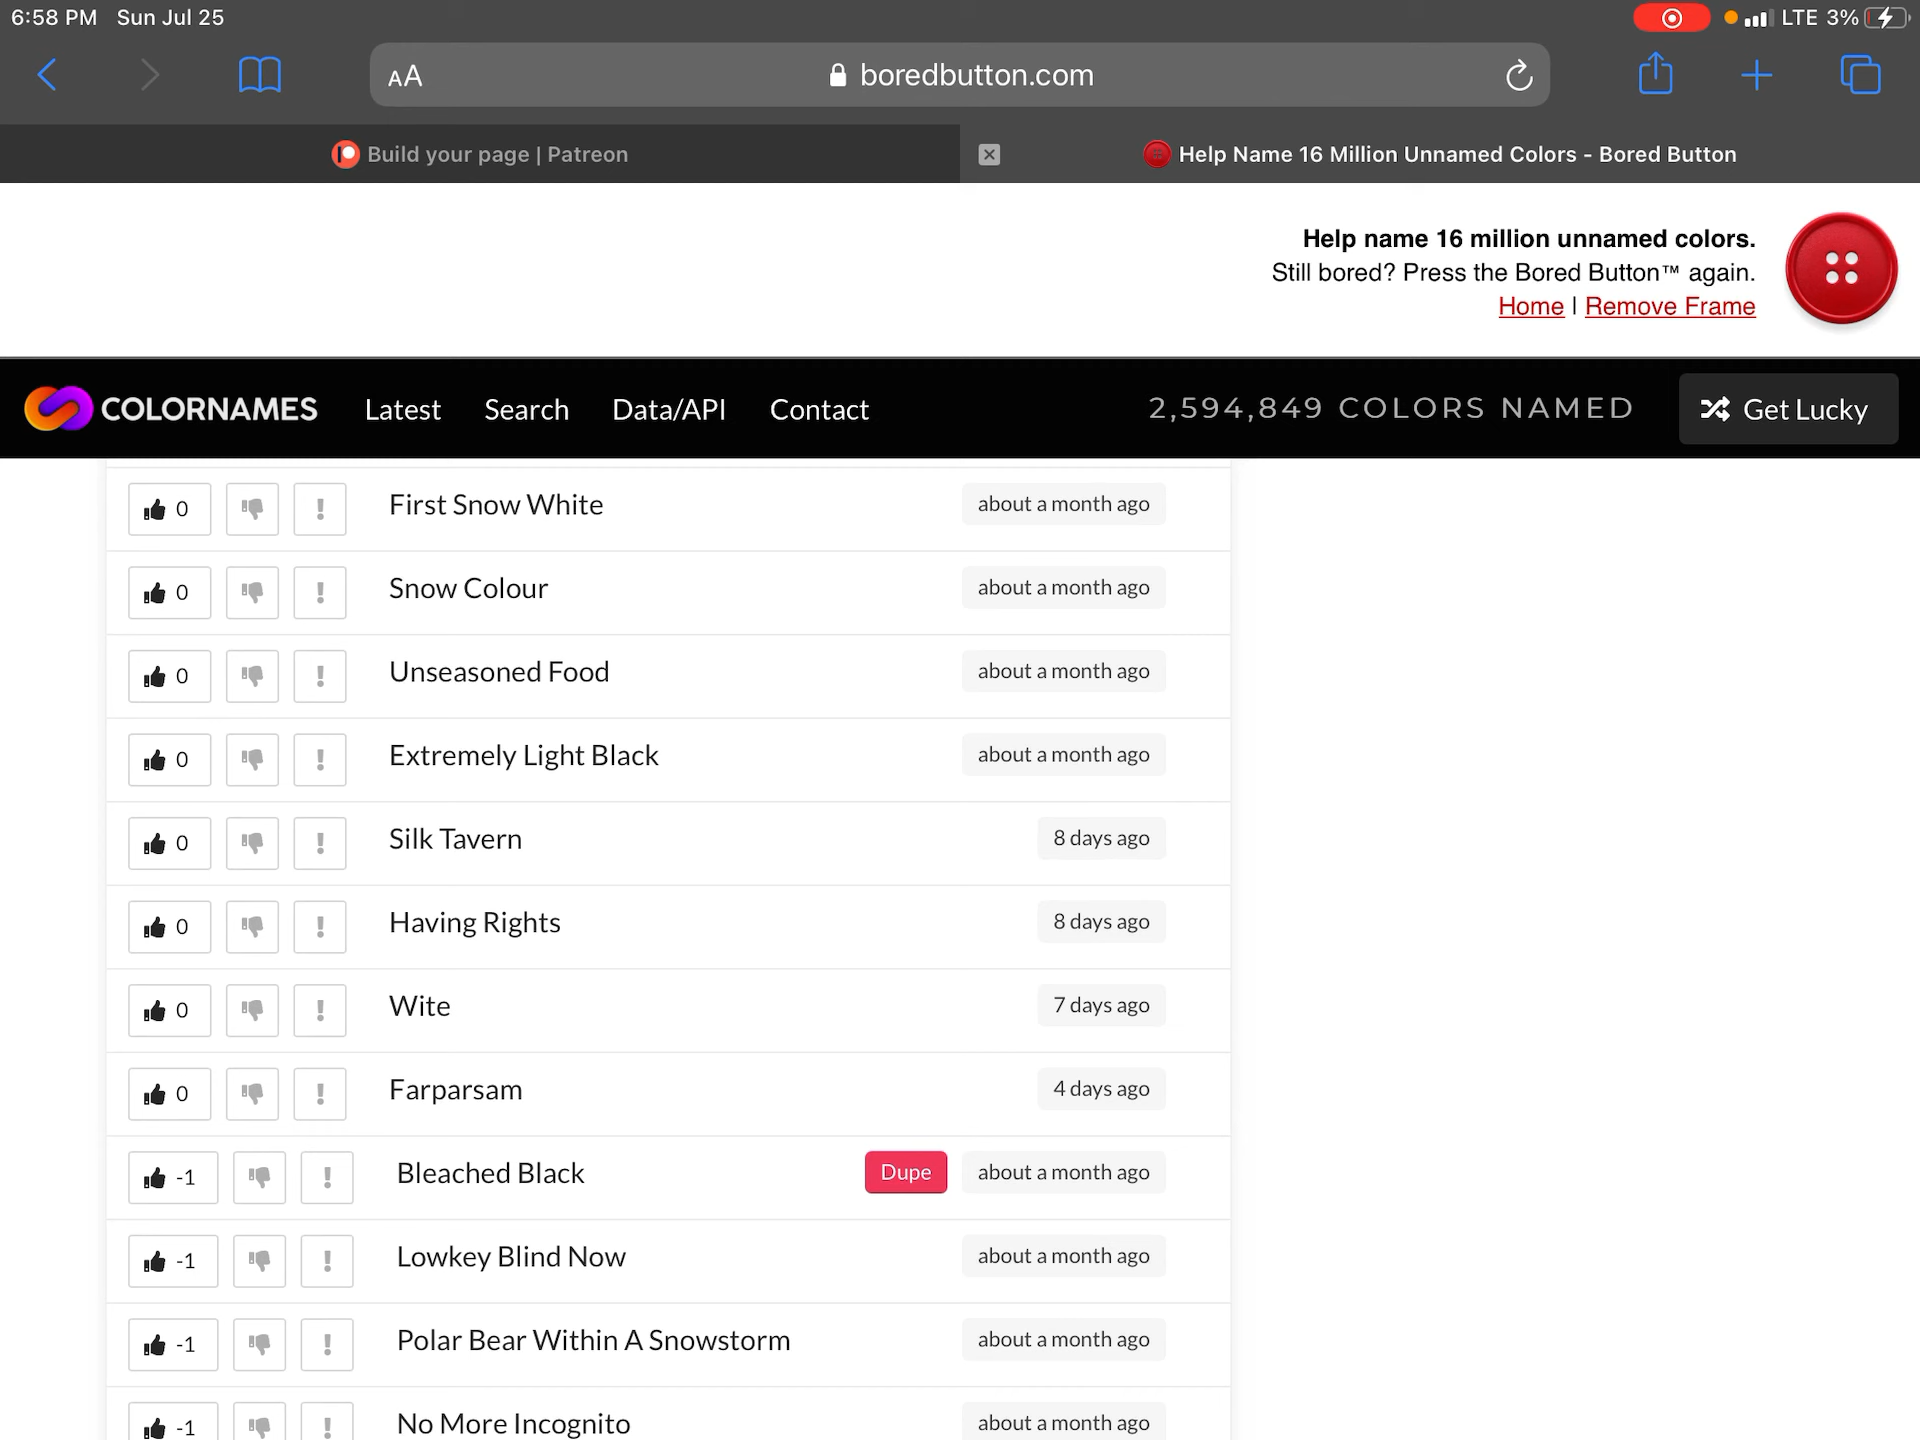 6:58 PM Sun Jul 25
LTE 3%
AA
boredbutton.com
Build your page | Patreon
Help Name 16 Million Unnamed Colors - Bored Button
Help name 16 million unnamed colors.
Still bored? Press the Bored Button™ again.
Home | Remove Frame
COLORNAMES
Latest
Search
Data/API
Contact
2,594,849 COLORS NAMED
Get Lucky
0 First Snow White about a month ago
0 Snow Colour about a month ago
0 Unseasoned Food about a month ago
0 Extremely Light Black about a month ago
0 Silk Tavern 8 days ago
0 Having Rights 8 days ago
0 Wite 7 days ago
0 Farparsam 4 days ago
-1 Bleached Black Dupe about a month ago
-1 Lowkey Blind Now about a month ago
-1 Polar Bear Within A Snowstorm about a month ago
-1 No More Incognito about a month ago